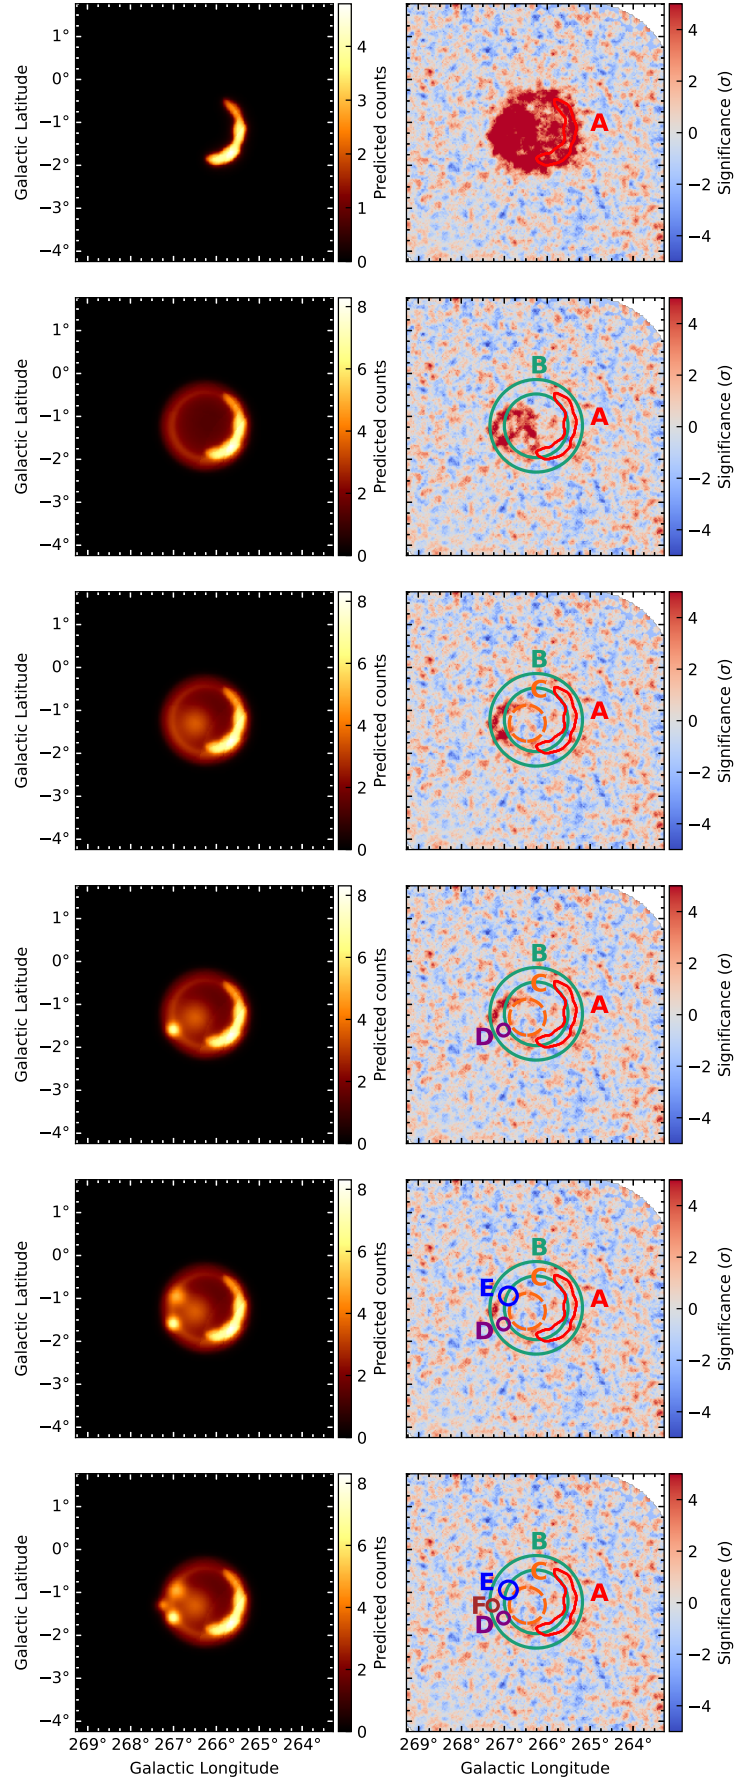 1°
0°
−1°
−2°
−3°
−4°
Galactic Latitude
4
3
2
1
0
Predicted counts
A
4
2
0
−2
−4
Significance (σ)
1°
0°
−1°
−2°
−3°
−4°
Galactic Latitude
8
6
4
2
0
Predicted counts
B
A
4
2
0
−2
−4
Significance (σ)
1°
0°
−1°
−2°
−3°
−4°
Galactic Latitude
8
6
4
2
0
Predicted counts
B
C
A
4
2
0
−2
−4
Significance (σ)
1°
0°
−1°
−2°
−3°
−4°
Galactic Latitude
8
6
4
2
0
Predicted counts
B
C
A
D
4
2
0
−2
−4
Significance (σ)
1°
0°
−1°
−2°
−3°
−4°
Galactic Latitude
8
6
4
2
0
Predicted counts
B
C
E
A
D
4
2
0
−2
−4
Significance (σ)
1°
0°
−1°
−2°
−3°
−4°
Galactic Latitude
8
6
4
2
0
Predicted counts
B
C
E
A
F
D
4
2
0
−2
−4
Significance (σ)
269° 268° 267° 266° 265° 264°
Galactic Longitude
269° 268° 267° 266° 265° 264°
Galactic Longitude